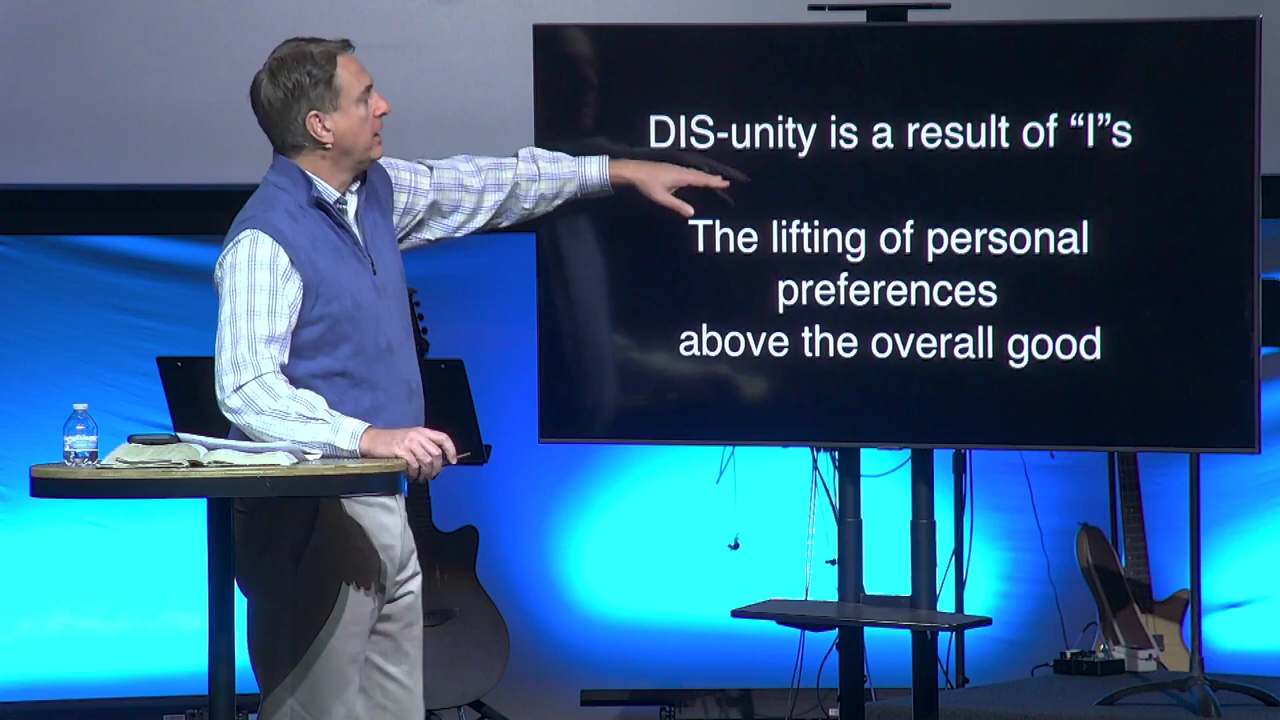 DIS-unity is a result of “I”s
The lifting of personal
preferences
above the overall good